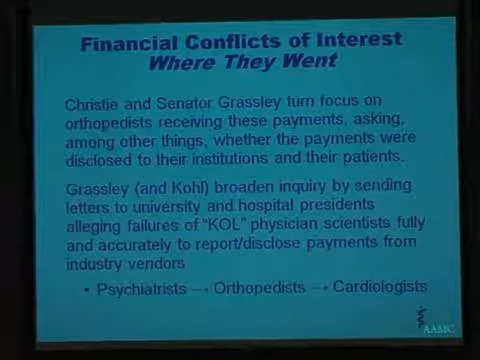 Financial Conflicts of Interest
Where They Went
Christie and Senator Grassley turn focus on
orthopedists receiving these payments, asking,
among other things, whether the payments were
disclosed to their institutions and their patients.
Grassley (and Kohl) broaden inquiry by sending
letters to university and hospital presidents
alleging failures of "KOL" physician scientists fully
and accurately to report/disclose payments from
industry vendors
• Psychiatrists → Orthopedists → Cardiologists
AAMC